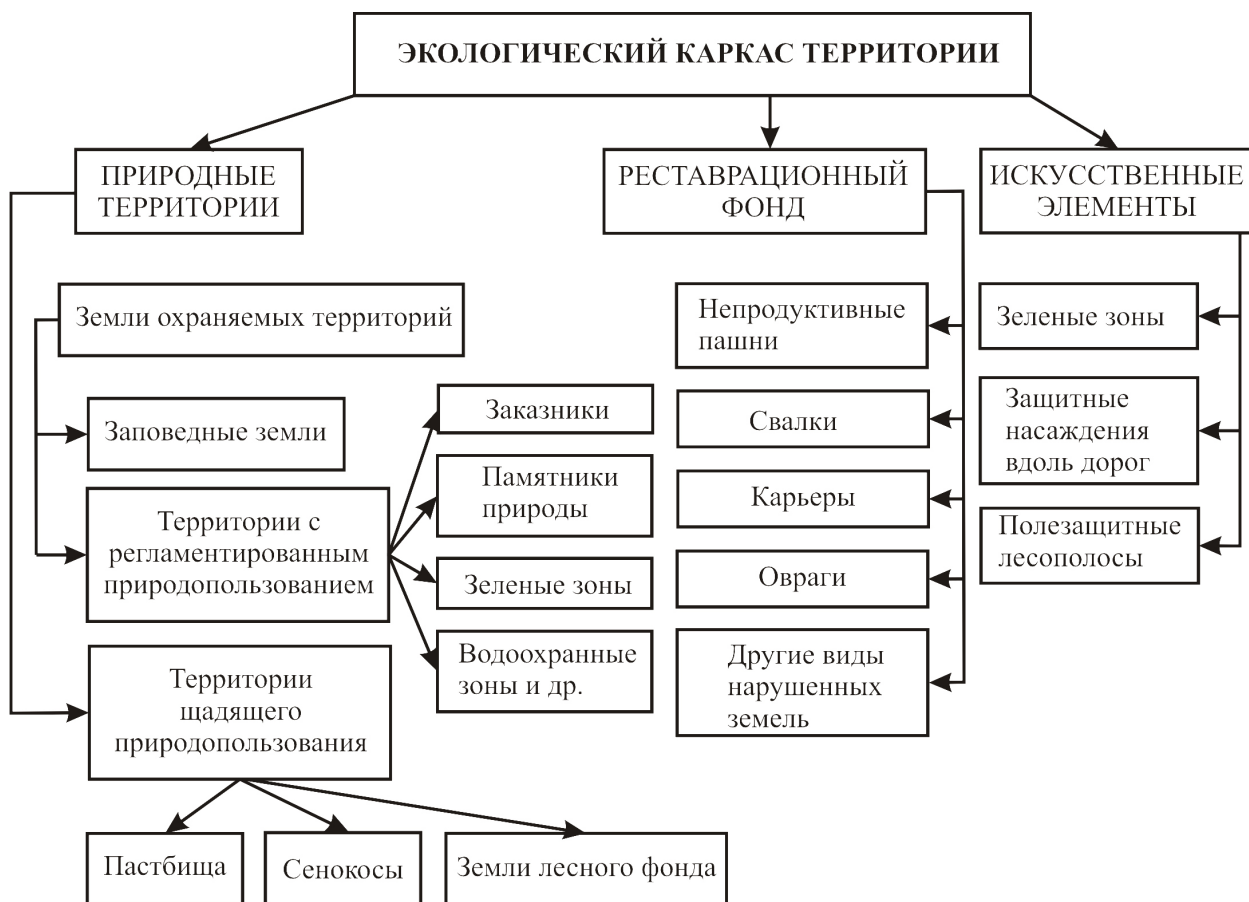 ЭКОЛОГИЧЕСКИЙ КАРКАС ТЕРРИТОРИИ
ПРИРОДНЫЕ
ТЕРРИТОРИИ
РЕСТАВРАЦИОННЫЙ
ФОНД
ИСКУССТВЕННЫЕ
ЭЛЕМЕНТЫ
Земли охраняемых территорий
Заповедные земли
Территории с
регламентированным
природопользованием
Заказники
Памятники
природы
Зеленые зоны
Водоохранные
зоны и др.
Территории
щадящего
природопользования
Пастбища
Сенокосы
Земли лесного фонда
Непродуктивные
пашни
Свалки
Карьеры
Овраги
Другие виды
нарушенных
земель
Зеленые зоны
Защитные
насаждения
вдоль дорог
Полезащитные
лесополосы